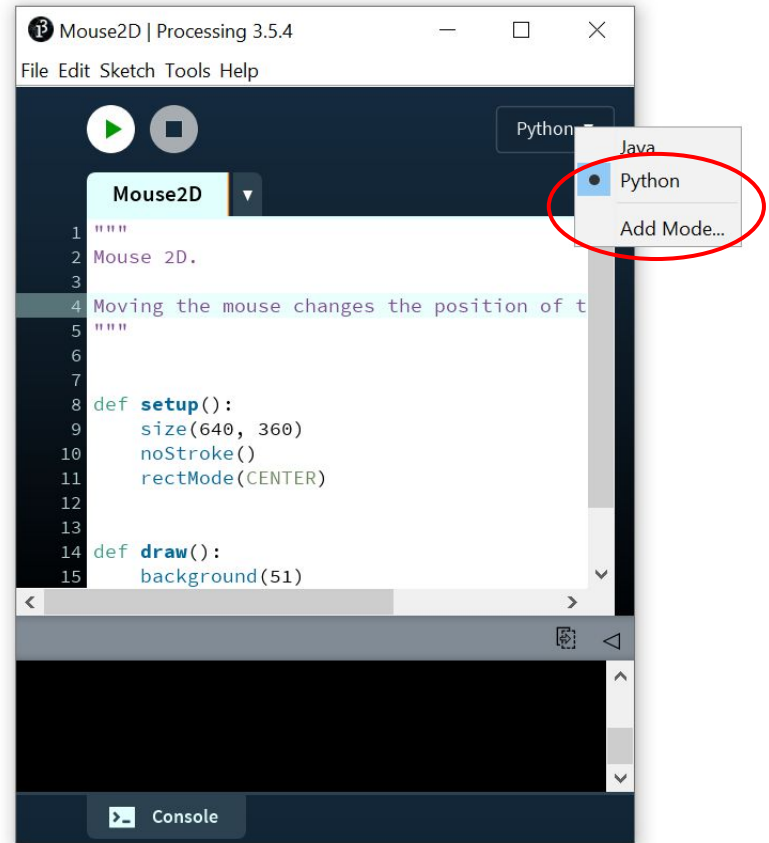 Mouse2D | Processing 3.5.4
File Edit Sketch Tools Help
Python
Java
Python
Add Mode...
Mouse2D
1 """
2 Mouse 2D.
3
4 Moving the mouse changes the position of t
5 """
6
7
8 def setup():
9     size(640, 360)
10     noStroke()
11     rectMode(CENTER)
12
13
14 def draw():
15     background(51)
Console